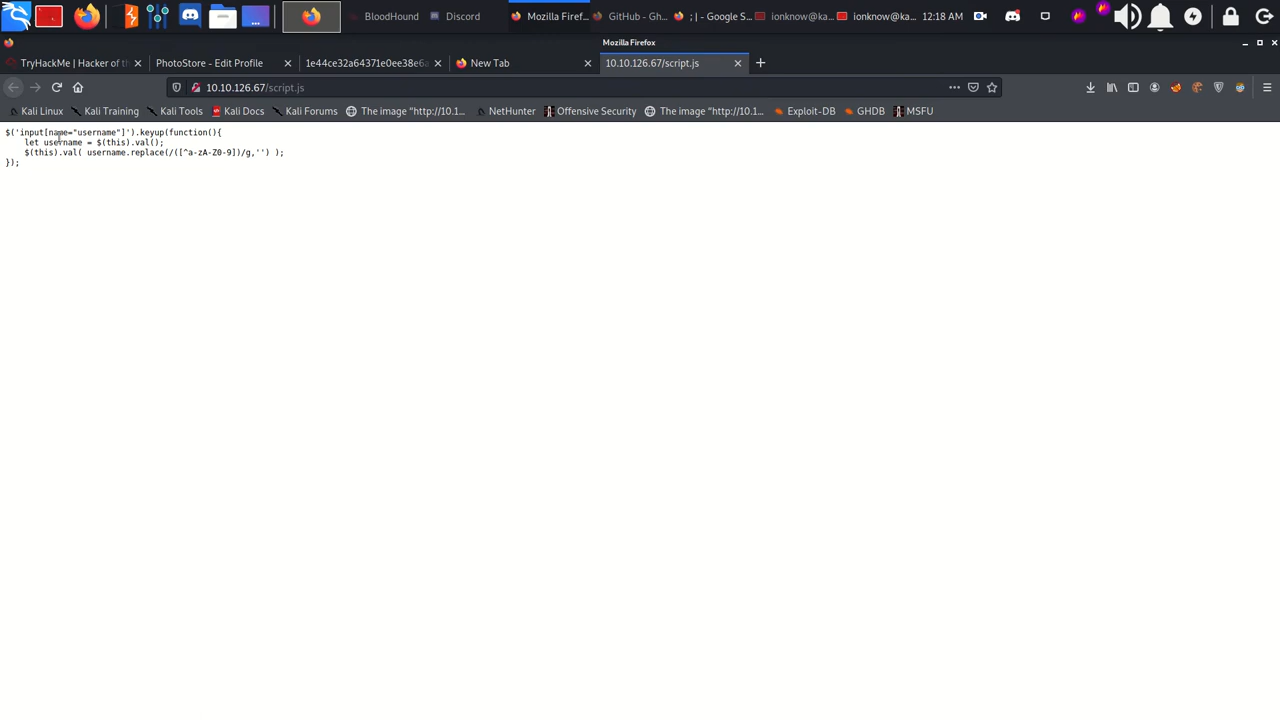 BloodHound
Discord
Mozilla Firef...
GitHub - Gh...
; | - Google S...
ionknow@ka...
ionknow@ka...
12:18 AM
Mozilla Firefox
TryHackMe | Hacker of th
PhotoStore - Edit Profile
1e44ce32a64371e0ee38e6a
New Tab
10.10.126.67/script.js
10.10.126.67/script.js
Kali Linux
Kali Training
Kali Tools
Kali Docs
Kali Forums
The image "http://10.1...
NetHunter
Offensive Security
The image "http://10.1...
Exploit-DB
GHDB
MSFU
$('input[name="username"]').keyup(function(){
let username = $(this).val();
$(this).val( username.replace(/([^a-zA-Z0-9])/g,'') );
});